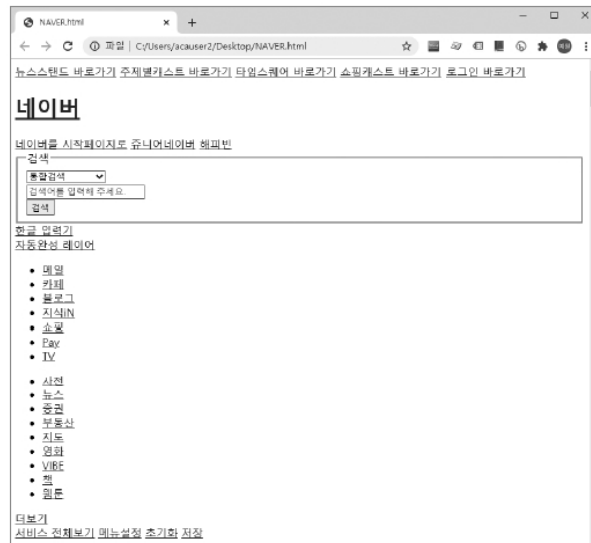 NAVER.html
파일 | C:/Users/acauser2/Desktop/NAVER.html
뉴스스탠드 바로가기 주제별캐스트 바로가기 타임스퀘어 바로가기 쇼핑캐스트 바로가기 로그인 바로가기
네이버
네이버를 시작페이지로 쥬니어네이버 해피빈
검색
통합검색
검색어를 입력해 주세요.
검색
한글 입력기
자동완성 레이어
메일
카페
블로그
지식iN
쇼핑
Pay
TV
사전
뉴스
증권
부동산
지도
영화
VIBE
책
웹툰
더보기
서비스 전체보기 메뉴설정 초기화 저장